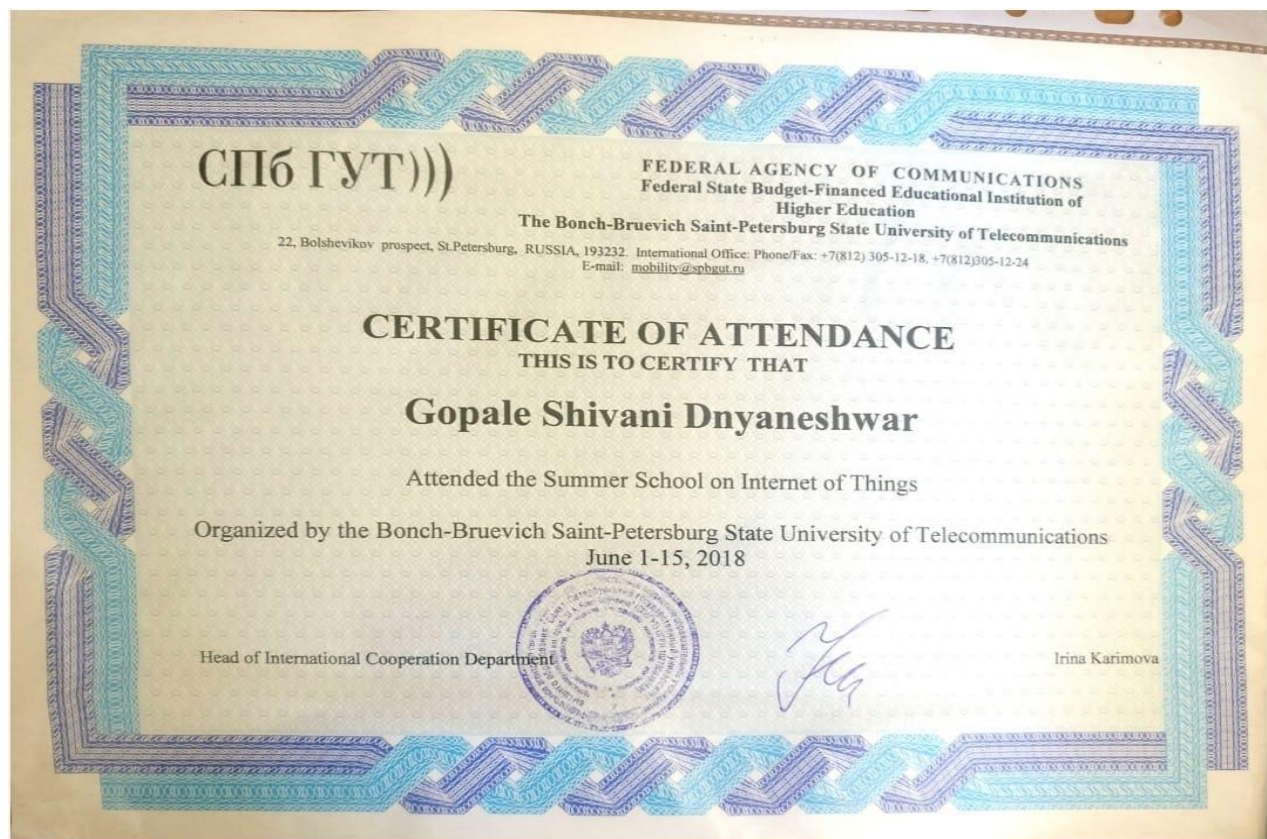 СПб ГУТ)))
FEDERAL AGENCY OF COMMUNICATIONS
Federal State Budget-Financed Educational Institution of
Higher Education
The Bonch-Bruevich Saint-Petersburg State University of Telecommunications
22, Bolshevikov prospect, St.Petersburg, RUSSIA, 193232. International Office: Phone/Fax: +7(812) 305-12-18, +7(812)305-12-24
E-mail: mobility@spbgut.ru
CERTIFICATE OF ATTENDANCE
THIS IS TO CERTIFY THAT
Gopale Shivani Dnyaneshwar
Attended the Summer School on Internet of Things
Organized by the Bonch-Bruevich Saint-Petersburg State University of Telecommunications
June 1-15, 2018
Head of International Cooperation Department
Irina Karimova